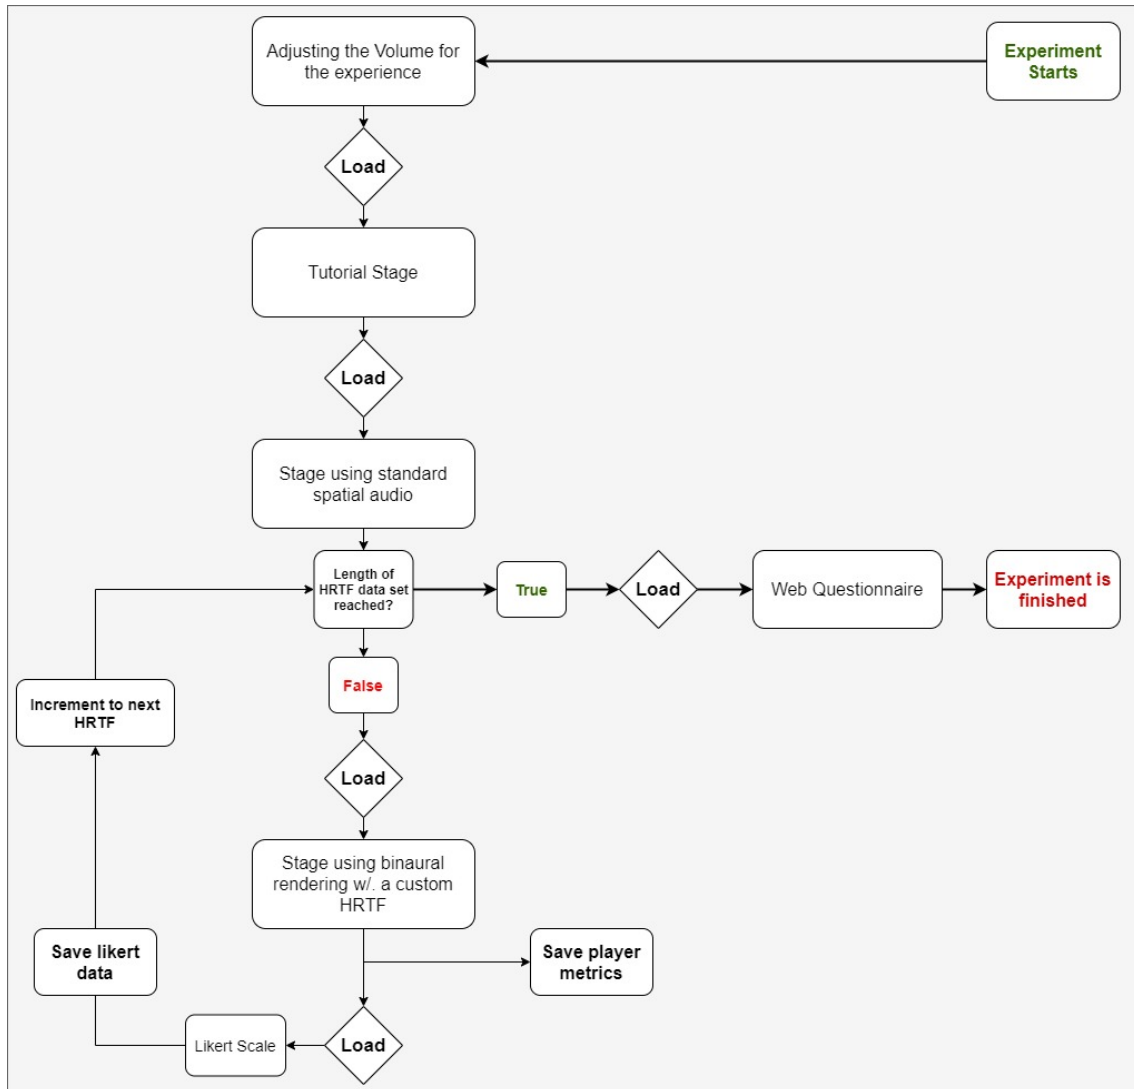 Adjusting the Volume for
the experience
Experiment
Starts
Load
Tutorial Stage
Load
Stage using standard
spatial audio
Length of
HRTF data set
reached?
True
Load
Web Questionnaire
Experiment is
finished
False
Increment to next
HRTF
Load
Stage using binaural
rendering w/. a custom
HRTF
Save likert
data
Save player
metrics
Likert Scale
Load